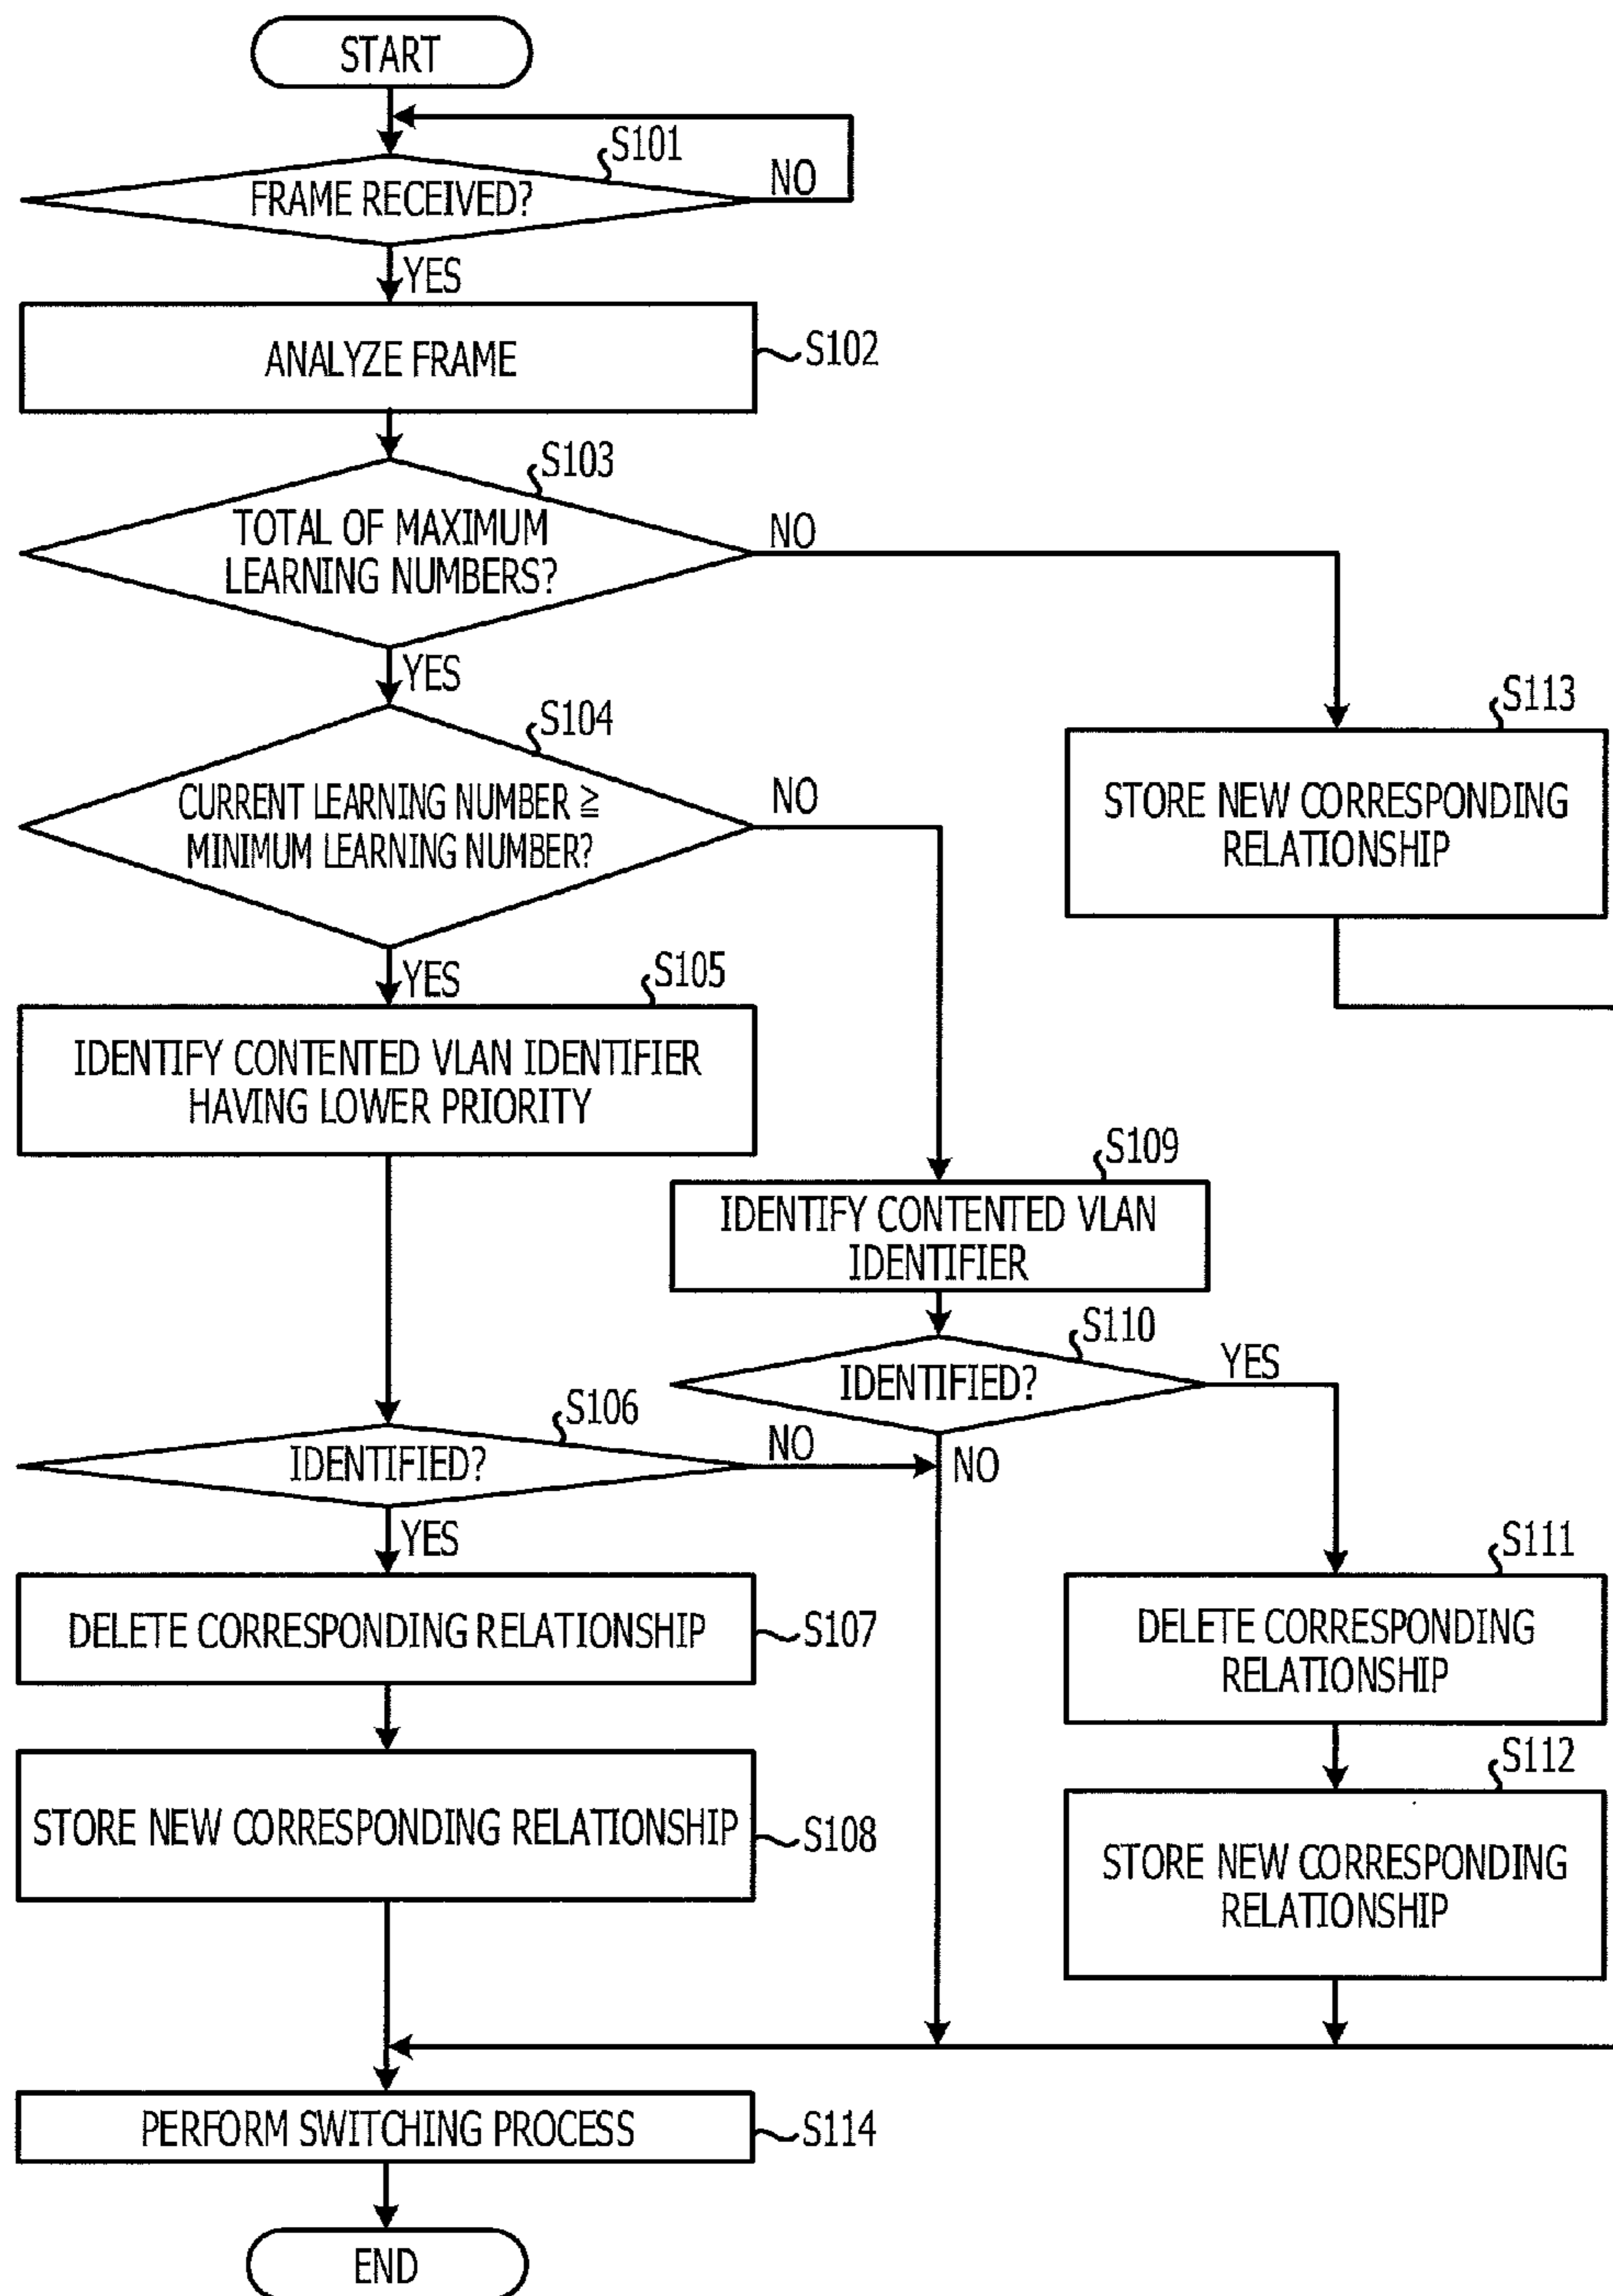 START
S101
FRAME RECEIVED?
NO
YES
ANALYZE FRAME
S102
S103
TOTAL OF MAXIMUM
LEARNING NUMBERS?
NO
YES
S104
CURRENT LEARNING NUMBER ≧
MINIMUM LEARNING NUMBER?
NO
S113
STORE NEW CORRESPONDING
RELATIONSHIP
YES
S105
IDENTIFY CONTENTED VLAN IDENTIFIER
HAVING LOWER PRIORITY
S109
IDENTIFY CONTENTED VLAN
IDENTIFIER
S110
IDENTIFIED?
YES
NO
S106
IDENTIFIED?
NO
YES
S107
DELETE CORRESPONDING RELATIONSHIP
S111
DELETE CORRESPONDING
RELATIONSHIP
STORE NEW CORRESPONDING RELATIONSHIP
S108
S112
STORE NEW CORRESPONDING
RELATIONSHIP
PERFORM SWITCHING PROCESS
S114
END